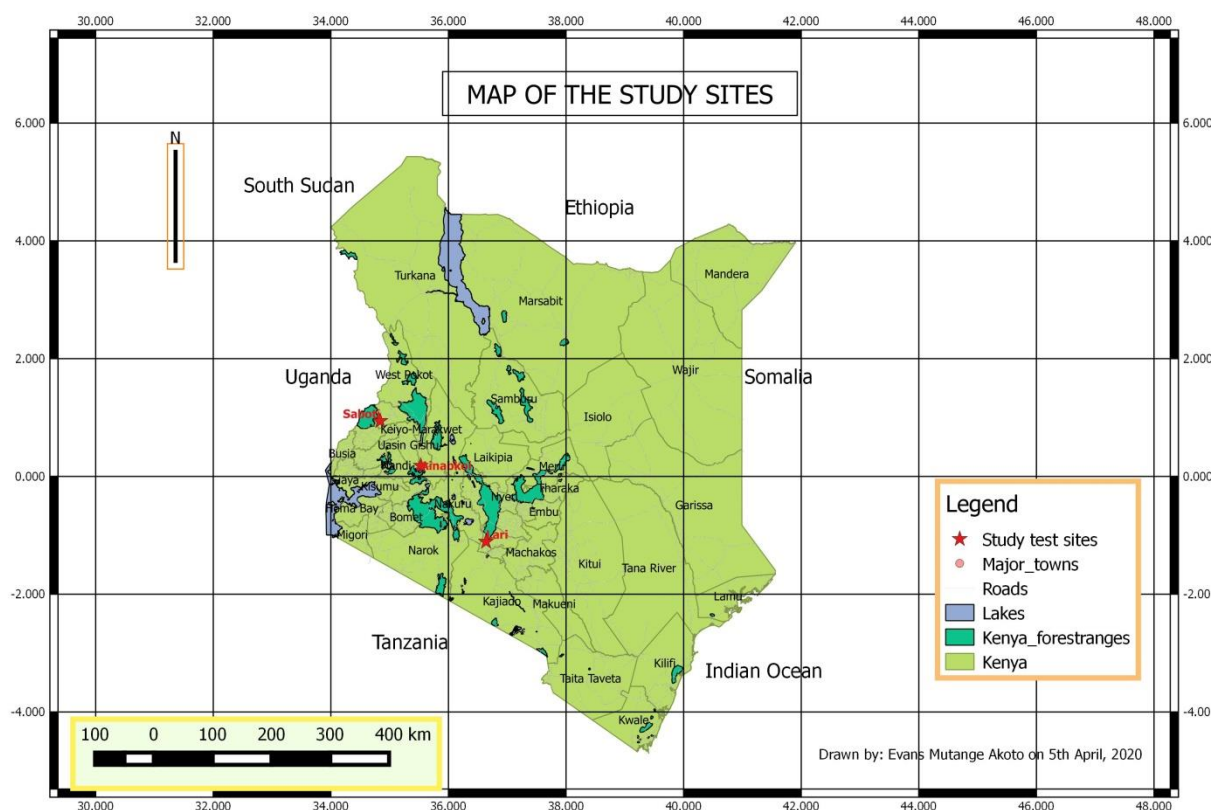 30.000 32.000 34.000 36.000 38.000 40.000 42.000 44.000 46.000 48.000
MAP OF THE STUDY SITES
6.000 6.000
N
South Sudan
Ethiopia
4.000 4.000
Turkana
Mandera
Marsabit
2.000 2.000
Uganda
West Pokot
Wajir
Somalia
Samburu
Isiolo
Keiyo-Marakwet
Uasin Gishu
Busia
Nandi
Laikipia
Meru
0.000 0.000
Kisumu
Tharaka
Nakuru
Garissa
Embu
Bomet
Migori
Narok
Machakos
Kitui
Tana River
-2.000 -2.000
Kajiado
Makueni
Lamu
Tanzania
Kilifi
Indian Ocean
Taita Taveta
Kwale
-4.000 -4.000
Legend
Study test sites
Major_towns
Roads
Lakes
Kenya_forestranges
Kenya
100 0 100 200 300 400 km
Drawn by: Evans Mutange Akoto on 5th April, 2020
30.000 32.000 34.000 36.000 38.000 40.000 42.000 44.000 46.000 48.000